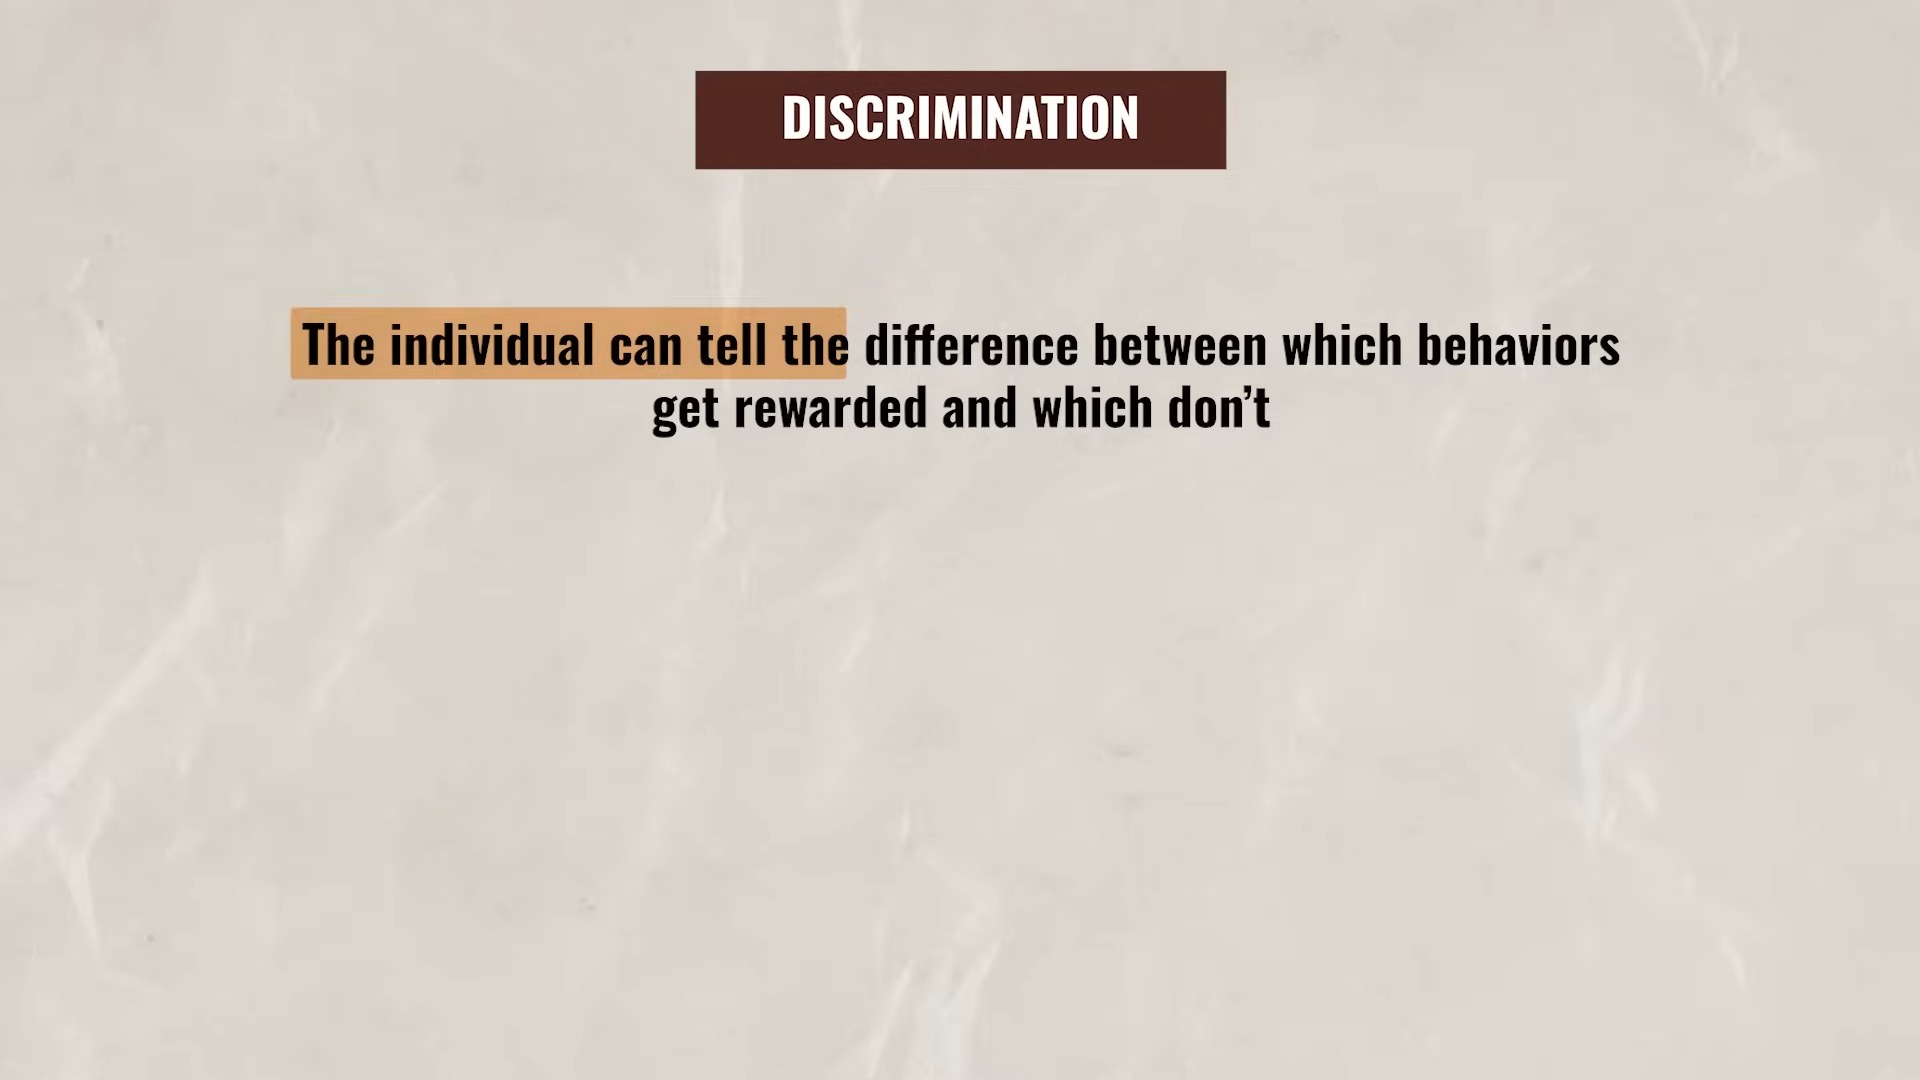 DISCRIMINATION
The individual can tell the difference between which behaviors
get rewarded and which don’t